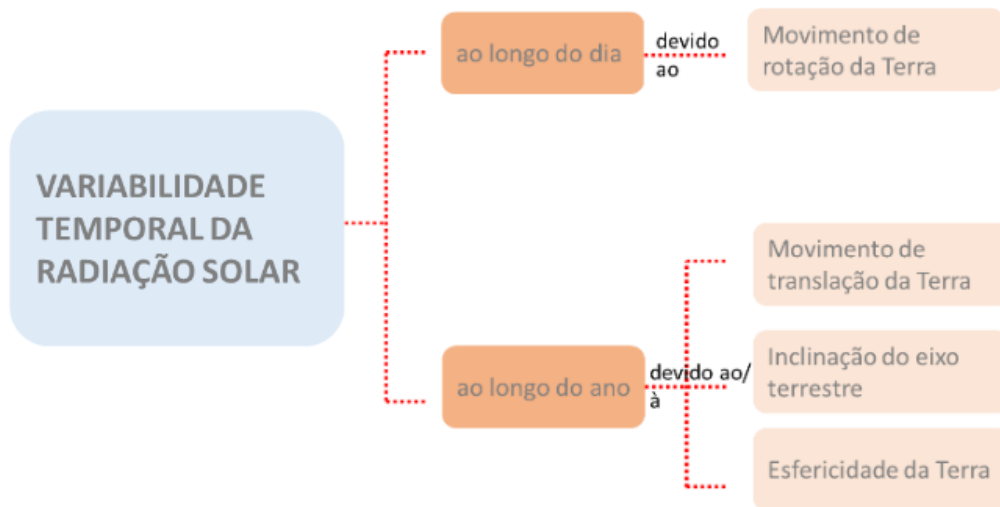 VARIABILIDADE
TEMPORAL DA
RADIAÇÃO SOLAR
ao longo do dia
devido
ao
Movimento de
rotação da Terra
ao longo do ano
devido ao/
à
Movimento de
translação da Terra
Inclinação do eixo
terrestre
Esfericidade da Terra